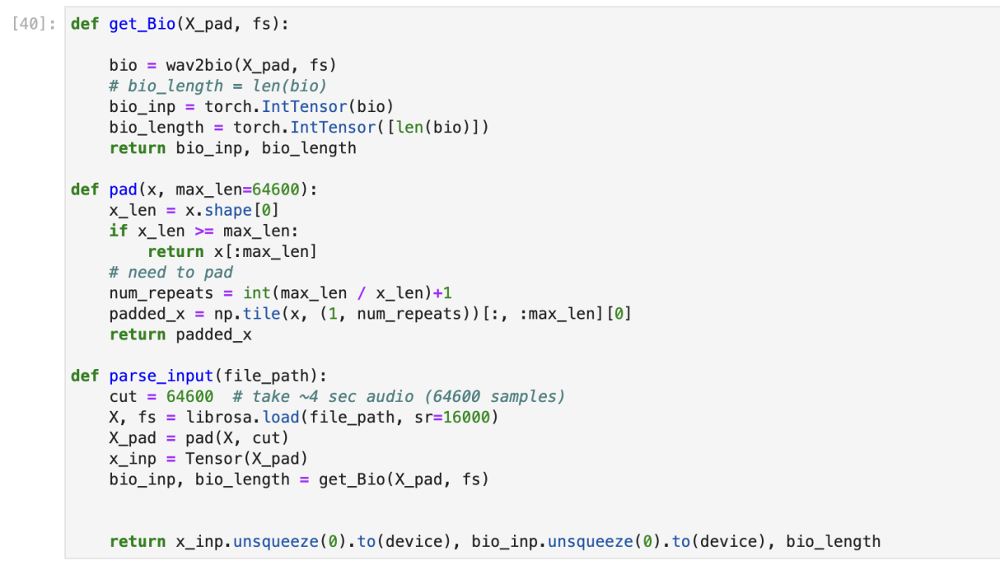 [40]: def get_Bio(X_pad, fs):
bio = wav2bio(X_pad, fs)
# bio_length = len(bio)
bio_inp = torch.IntTensor(bio)
bio_length = torch.IntTensor([len(bio)])
return bio_inp, bio_length
def pad(x, max_len=64600):
x_len = x.shape[0]
if x_len >= max_len:
return x[:max_len]
# need to pad
num_repeats = int(max_len / x_len)+1
padded_x = np.tile(x, (1, num_repeats))[:, :max_len][0]
return padded_x
def parse_input(file_path):
cut = 64600  # take ~4 sec audio (64600 samples)
X, fs = librosa.load(file_path, sr=16000)
X_pad = pad(X, cut)
x_inp = Tensor(X_pad)
bio_inp, bio_length = get_Bio(X_pad, fs)
return x_inp.unsqueeze(0).to(device), bio_inp.unsqueeze(0).to(device), bio_length